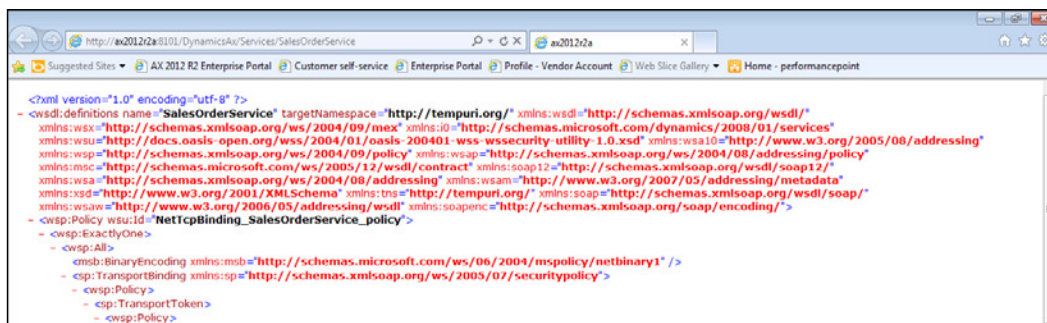 http://ax2012r2a:8101/DynamicsAx/Services/SalesOrderService
ax2012r2a
Suggested Sites AX 2012 R2 Enterprise Portal Customer self-service Enterprise Portal Profile - Vendor Account Web Slice Gallery Home - performancepoint
<?xml version="1.0" encoding="utf-8" ?>
- <wsdl:definitions name="SalesOrderService" targetNamespace="http://tempuri.org/" xmlns:wsdl="http://schemas.xmlsoap.org/wsdl/"
xmlns:wsx="http://schemas.xmlsoap.org/ws/2004/09/mex" xmlns:i0="http://schemas.microsoft.com/dynamics/2008/01/services"
xmlns:wsu="http://docs.oasis-open.org/wss/2004/01/oasis-200401-wss-wssecurity-utility-1.0.xsd" xmlns:wsa10="http://www.w3.org/2005/08/addressing"
xmlns:wsp="http://schemas.xmlsoap.org/ws/2004/09/policy" xmlns:wsap="http://schemas.xmlsoap.org/ws/2004/08/addressing/policy"
xmlns:msc="http://schemas.microsoft.com/ws/2005/12/wsdl/contract" xmlns:soap12="http://schemas.xmlsoap.org/wsdl/soap12/"
xmlns:wsa="http://schemas.xmlsoap.org/ws/2004/08/addressing" xmlns:wsam="http://www.w3.org/2007/05/addressing/metadata"
xmlns:xsd="http://www.w3.org/2001/XMLSchema" xmlns:tns="http://tempuri.org/" xmlns:soap="http://schemas.xmlsoap.org/wsdl/soap/"
xmlns:wsaw="http://www.w3.org/2006/05/addressing/wsdl" xmlns:soapenc="http://schemas.xmlsoap.org/soap/encoding/">
- <wsp:Policy wsu:Id="NetTcpBinding_SalesOrderService_policy">
- <wsp:ExactlyOne>
- <wsp:All>
<msb:BinaryEncoding xmlns:msb="http://schemas.microsoft.com/ws/06/2004/mspolicy/netbinary1" />
- <sp:TransportBinding xmlns:sp="http://schemas.xmlsoap.org/ws/2005/07/securitypolicy">
- <wsp:Policy>
- <sp:TransportToken>
- <wsp:Policy>